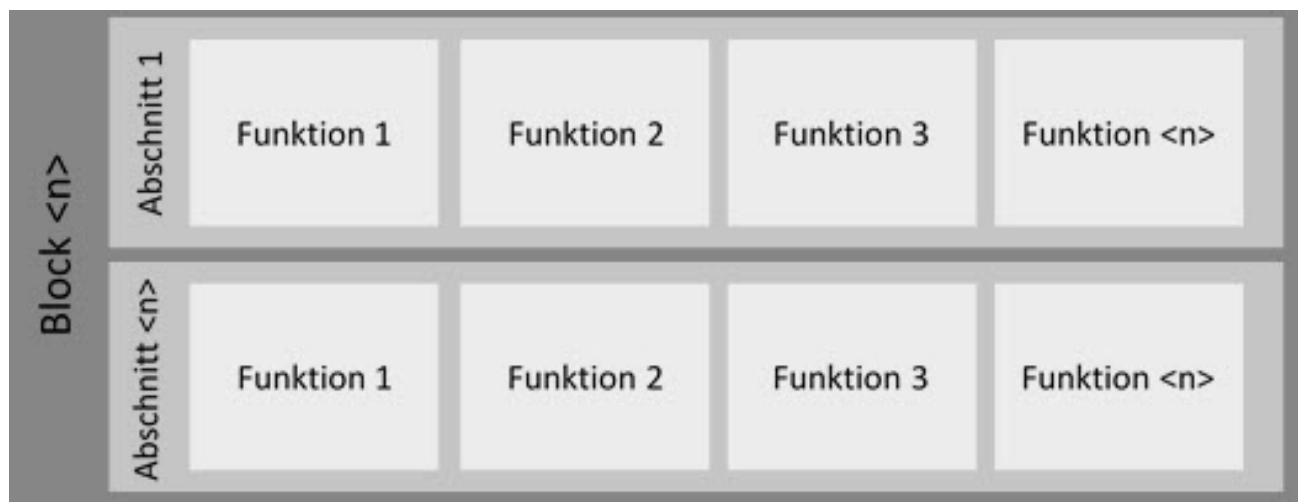 Block <n>
Abschnitt 1
Funktion 1
Funktion 2
Funktion 3
Funktion <n>
Abschnitt <n>
Funktion 1
Funktion 2
Funktion 3
Funktion <n>